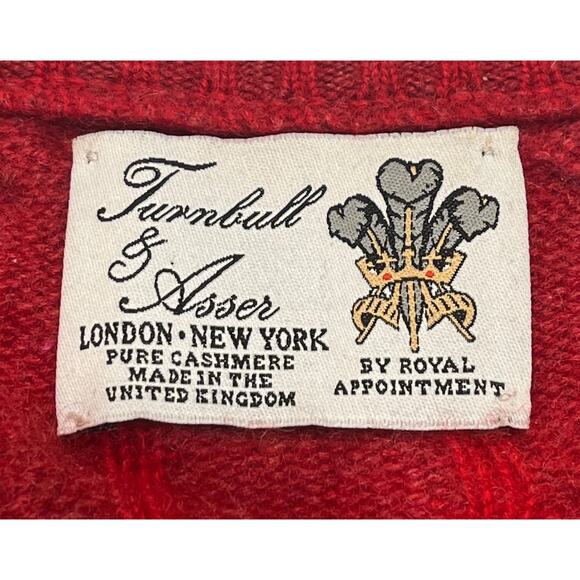 Turnbull
&
Asser
LONDON · NEW YORK
PURE CASHMERE
MADE IN THE
UNITED KINGDOM
BY ROYAL
APPOINTMENT